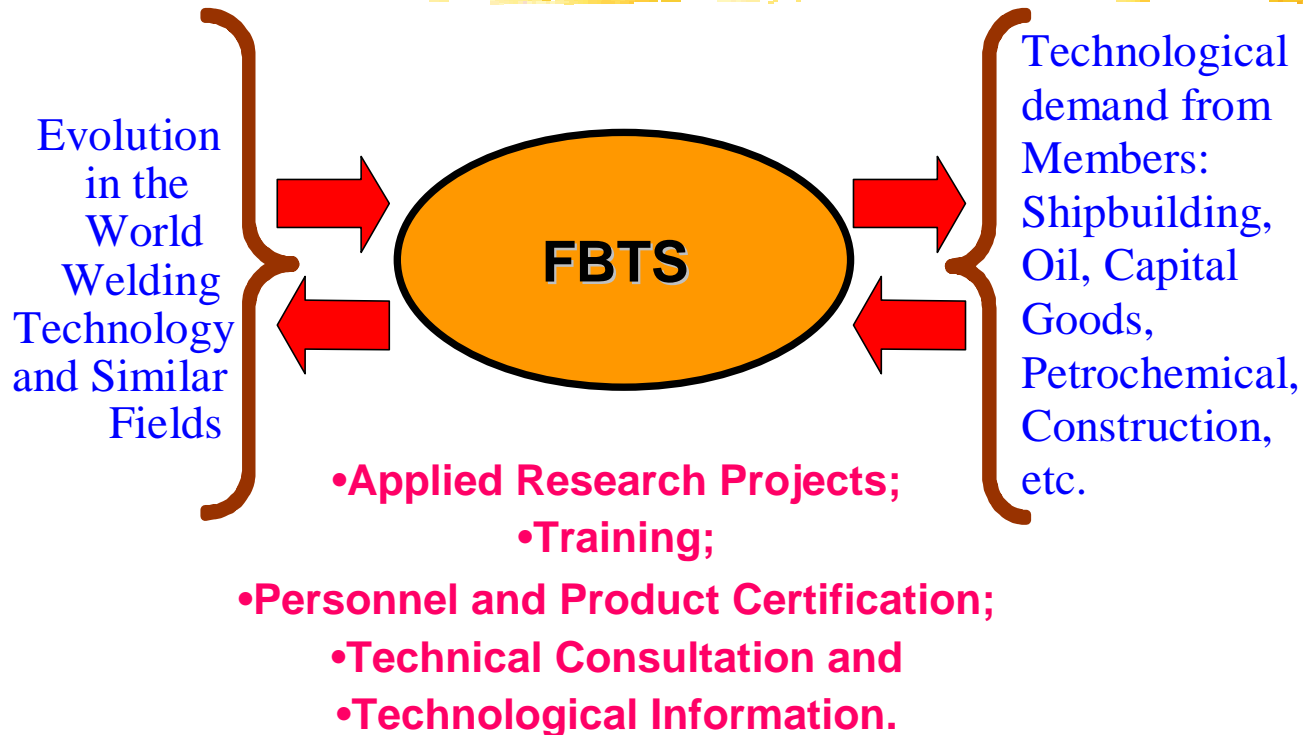 Evolution
in the
World
Welding
Technology
and Similar
Fields
FBTS
Technological
demand from
Members:
Shipbuilding,
Oil, Capital
Goods,
Petrochemical,
Construction,
etc.
•Applied Research Projects;
•Training;
•Personnel and Product Certification;
•Technical Consultation and
•Technological Information.